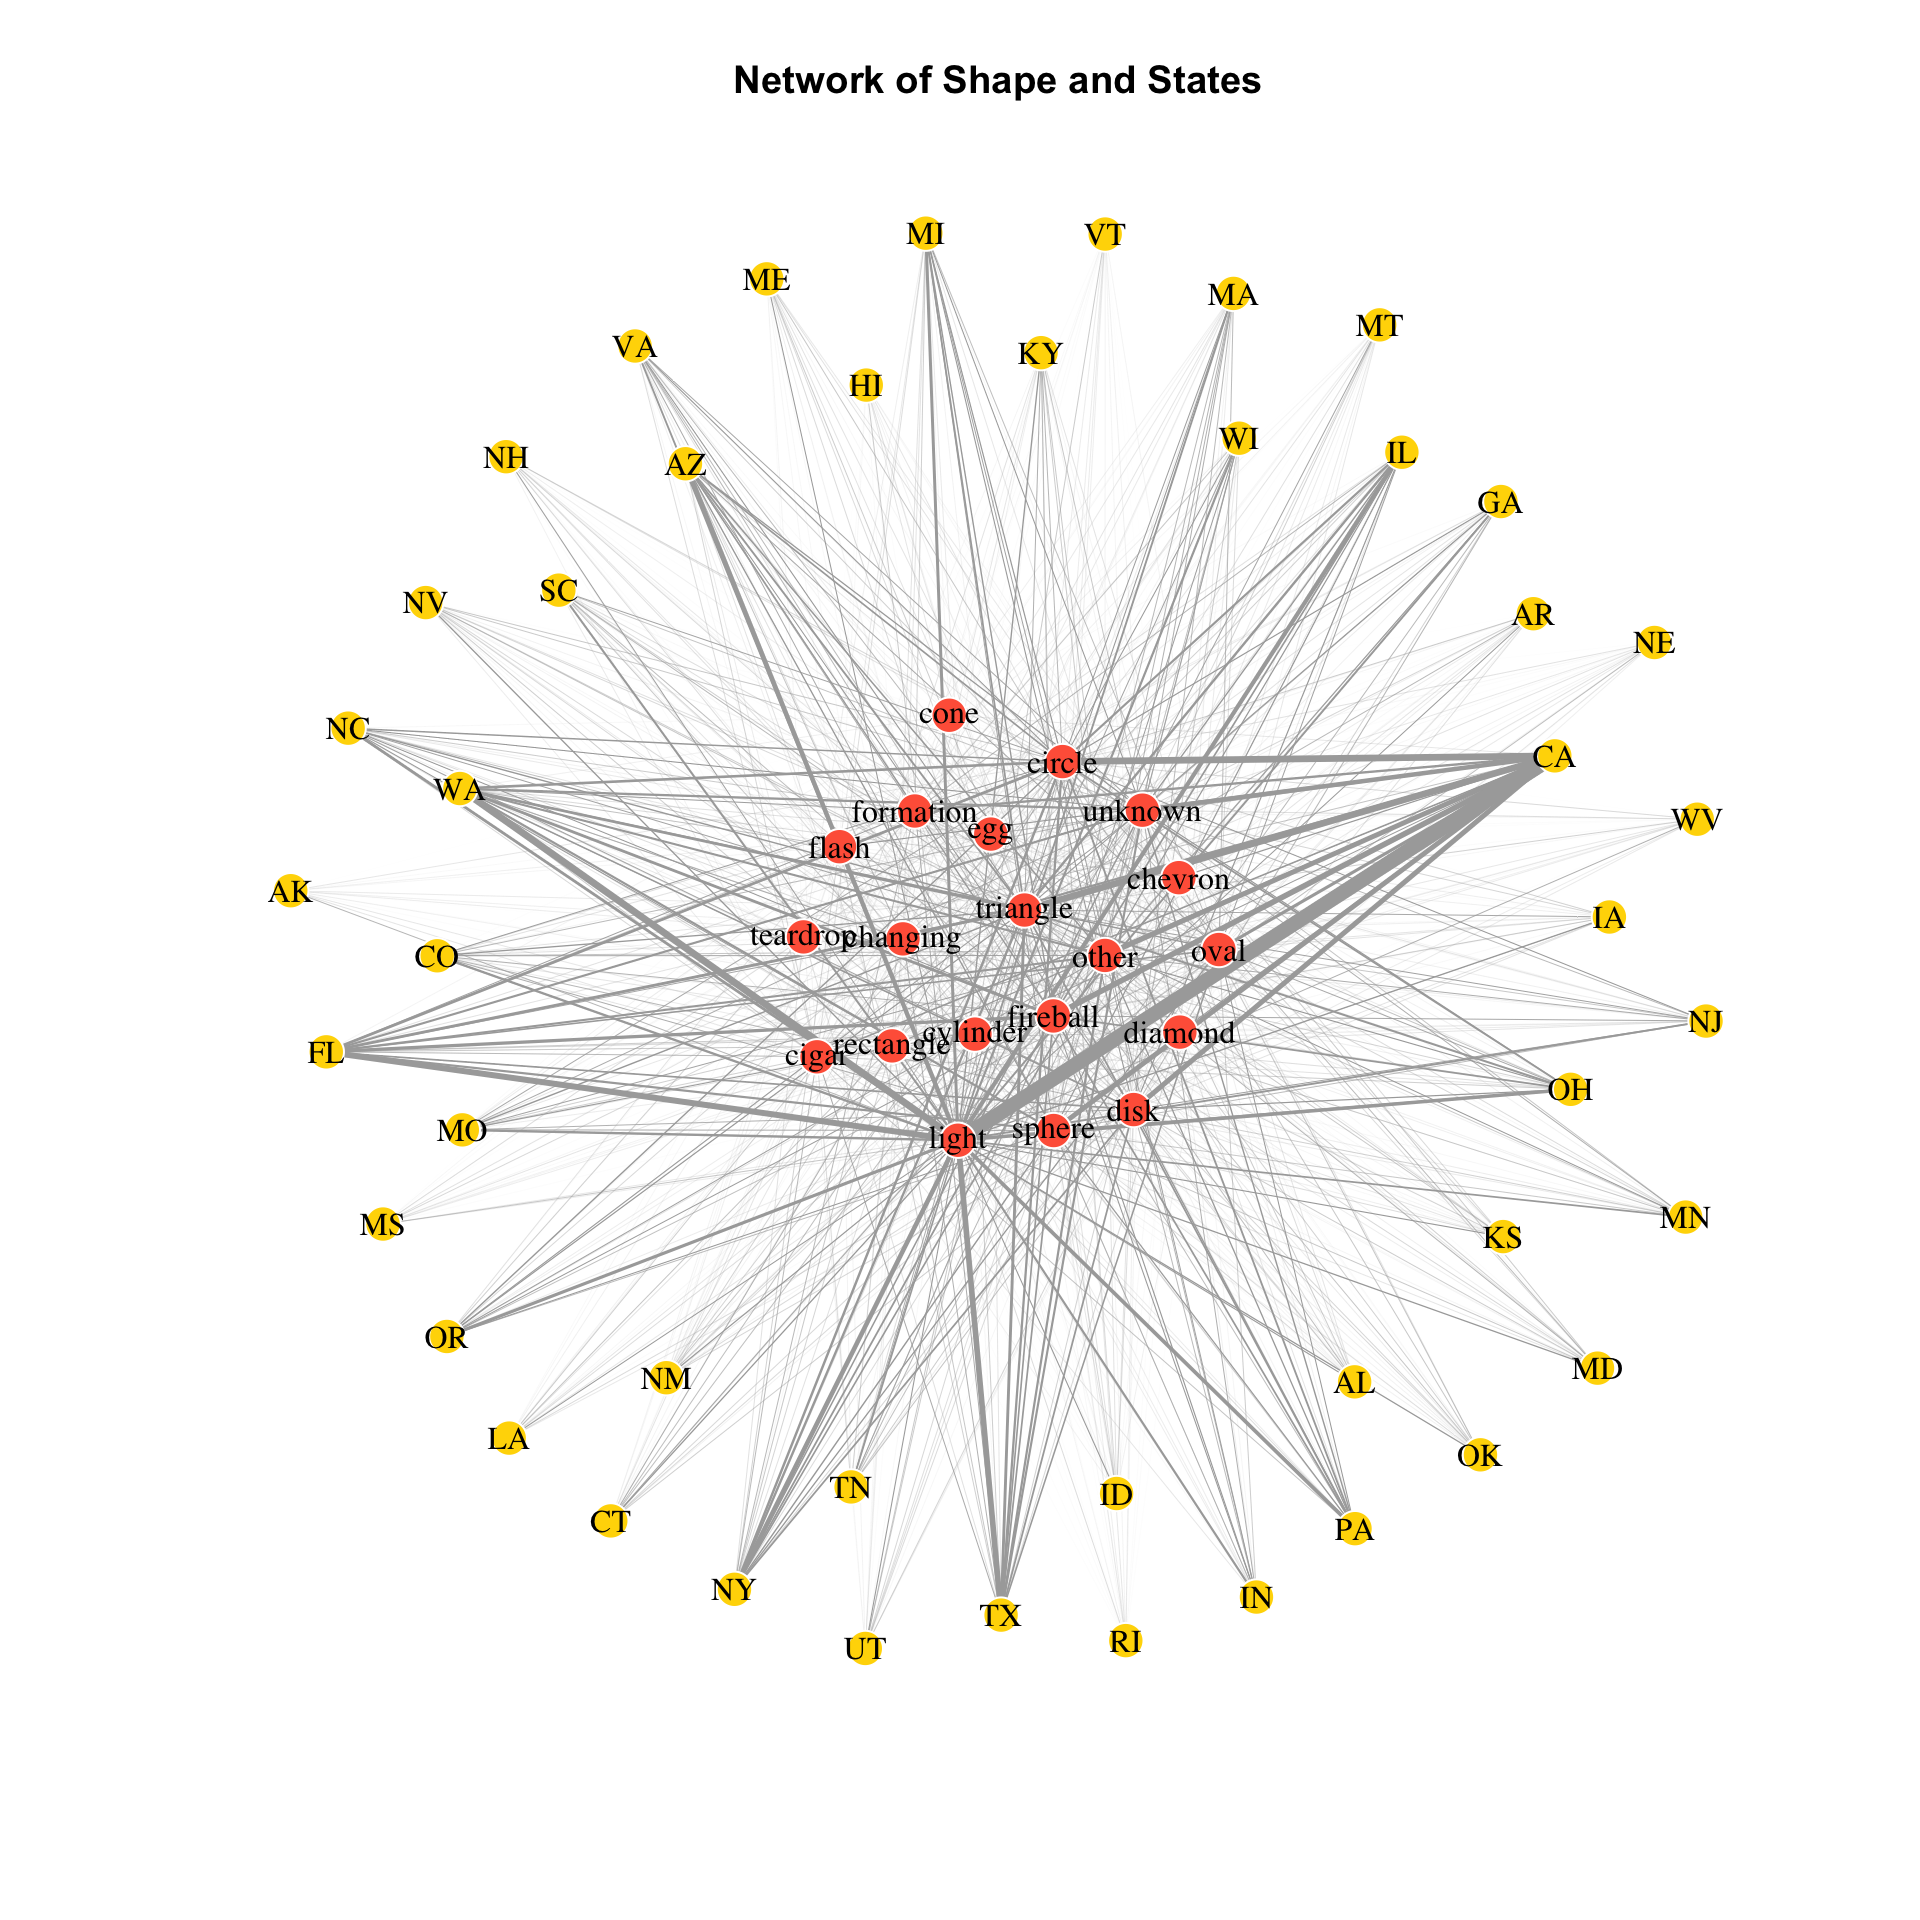 Network of Shape and States
MI
VT
ME
MA
MT
VA
KY
HI
WI
IL
NH
AZ
GA
SC
NV
AR
NE
cone
NC
circle
CA
WA
formation
unknown
WV
egg
flash
chevron
AK
triangle
IA
teardrop
changing
CO
other
oval
fireball
NJ
cylinder
diamond
rectangle
FL
cigar
OH
disk
MO
light
sphere
MS
MN
KS
OR
NM
AL
MD
LA
OK
TN
ID
CT
PA
NY
IN
TX
UT
RI